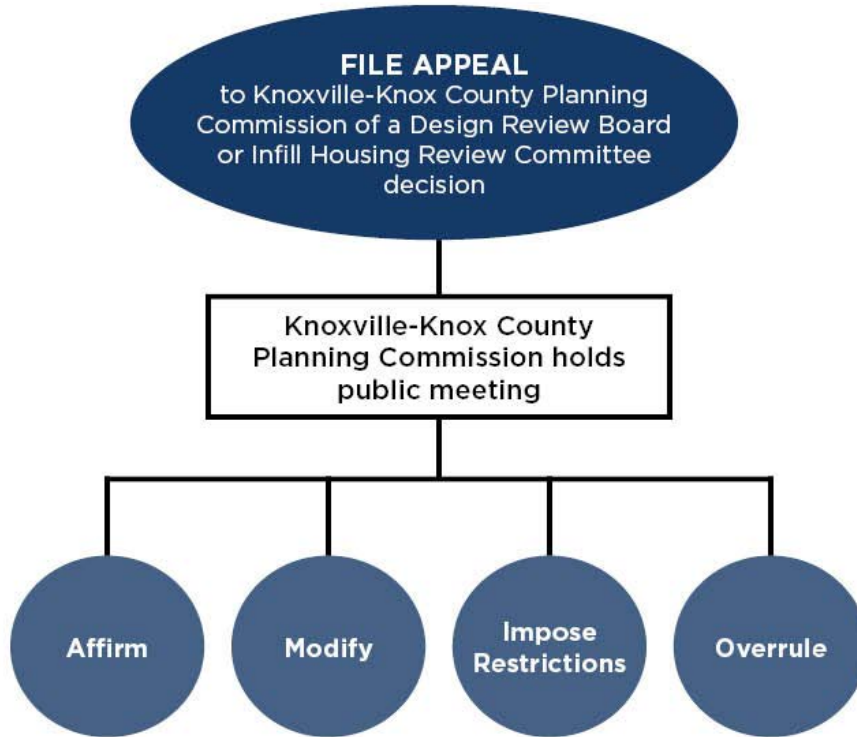 FILE APPEAL
to Knoxville-Knox County Planning
Commission of a Design Review Board
or Infill Housing Review Committee
decision
Knoxville-Knox County
Planning Commission holds
public meeting
Affirm
Modify
Impose
Restrictions
Overrule